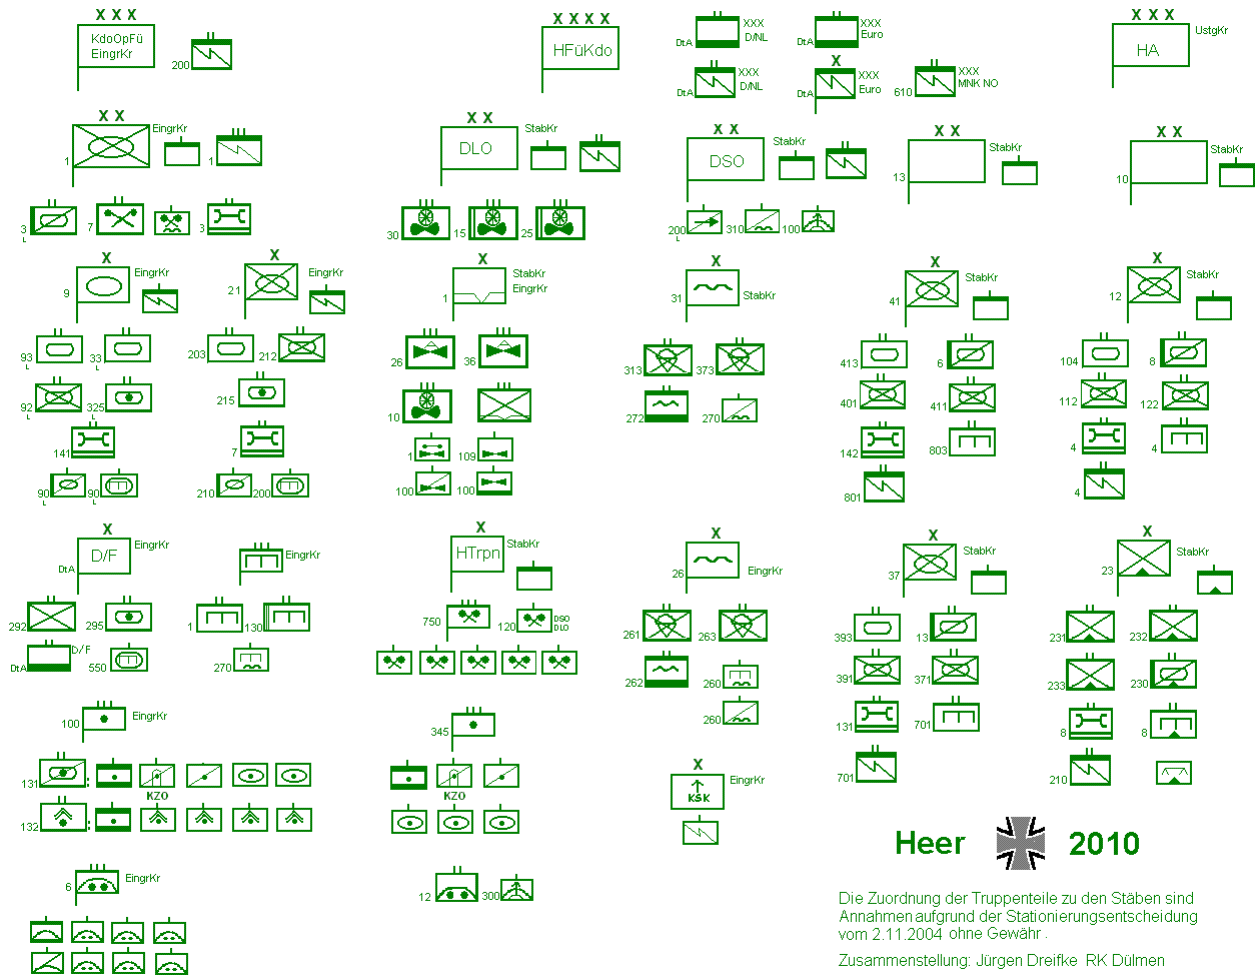 X X X
KdoOpFü
EingrKr
200
X X X X
HFüKdo
DtA
XXX
D/NL
DtA
XXX
Euro
DtA
XXX
D/NL
X
DtA
XXX
Euro
610
XXX
MNK NO
X X X
HA
UstgKr
X X
1
EingrKr
1
X X
DLO
StabKr
X X
DSO
StabKr
X X
13
StabKr
X X
10
StabKr
3
L
7
3
30
15
25
200
L
310
100
X
9
EingrKr
X
21
EingrKr
X
1
StabKr
EingrKr
X
31
StabKr
X
41
StabKr
X
12
StabKr
93
L
33
L
203
212
26
36
313
373
413
6
104
8
92
L
325
L
215
10
272
270
401
411
112
122
141
7
1
109
142
803
4
4
90
L
90
L
210
200
100
100
801
4
X
D/F
DtA
EingrKr
EingrKr
X
HTrpn
StabKr
X
26
EingrKr
X
37
StabKr
X
23
StabKr
292
295
1
130
750
120
DSO
DLO
261
263
393
13
231
232
DtA
D/F
550
270
262
260
391
371
233
230
260
131
701
8
8
100
EingrKr
345
701
210
131
:
KZO
KZO
X
KSK
EingrKr
132
:
6
EingrKr
12
300
Heer 2010
Die Zuordnung der Truppenteile zu den Stäben sind
Annahmen aufgrund der Stationierungsentscheidung
vom 2.11.2004 ohne Gewähr .
Zusammenstellung: Jürgen Dreifke RK Dülmen